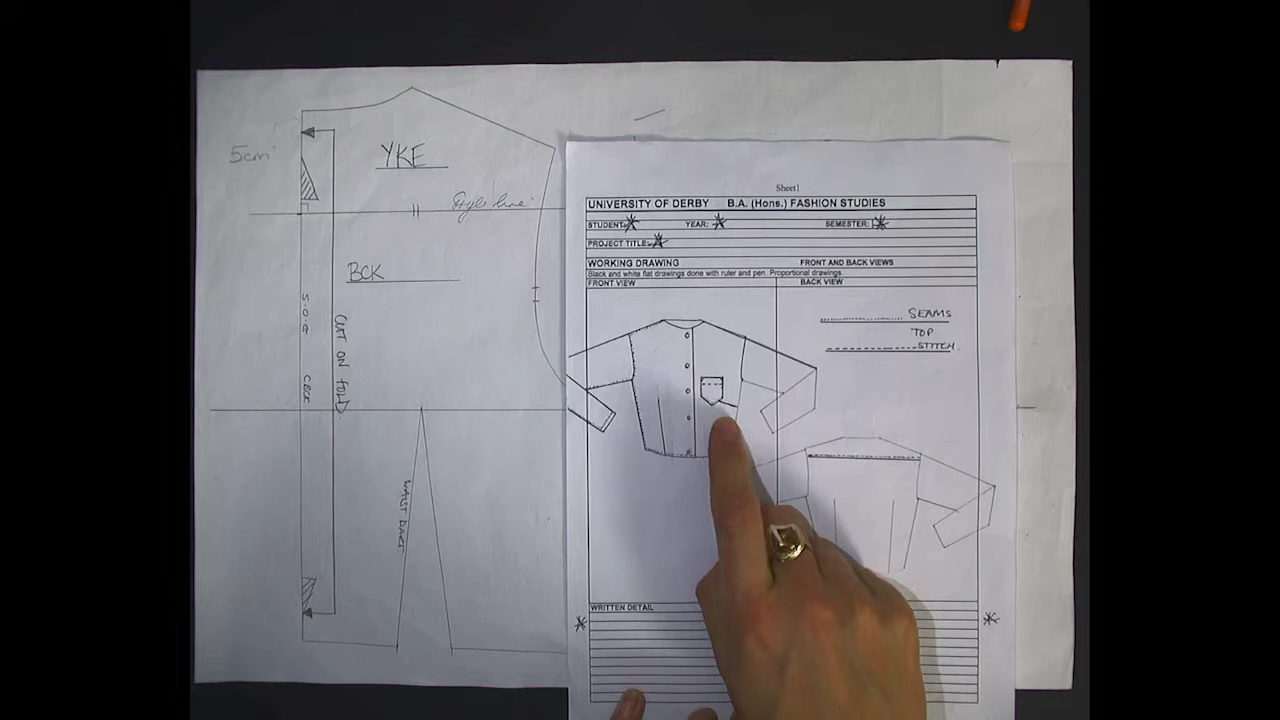 5cm
YKE
Style line
BCK
S.O.G CBCK
CUT ON FOLD
WAIST DART
Sheet1
UNIVERSITY OF DERBY B.A. (Hons.) FASHION STUDIES
STUDENT: YEAR: SEMESTER:
PROJECT TITLE:
WORKING DRAWING FRONT AND BACK VIEWS
Black and white flat drawings done with ruler and pen. Proportional drawings.
FRONT VIEW BACK VIEW
SEAMS
TOP
STITCH.
WRITTEN DETAIL